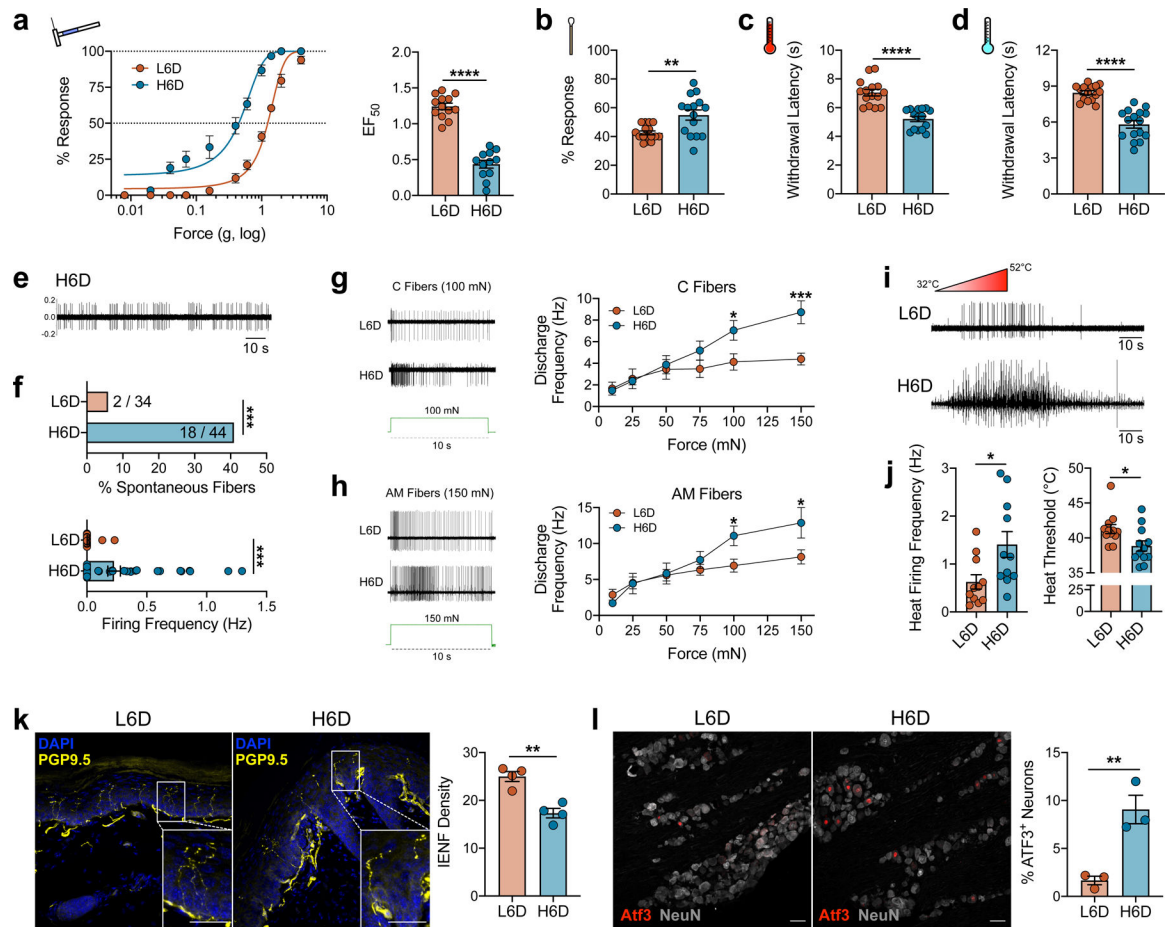 a
% Response
100
75
50
25
0
L6D
H6D
0.01 0.1 1 10
Force (g, log)
EF50
2.0
1.5
1.0
0.5
0.0
****
L6D H6D
b
% Response
100
80
60
40
20
0
**
L6D
H6D
c
Withdrawal Latency (s)
10
8
6
4
2
0
****
L6D
H6D
d
Withdrawal Latency (s)
12
9
6
3
0
****
L6D
H6D
e
H6D
0.2
0.0
-0.2
10 s
f
L6D
2 / 34
H6D
18 / 44
***
0 10 20 30 40 50
% Spontaneous Fibers
L6D
H6D
***
0.0 0.5 1.0 1.5
Firing Frequency (Hz)
g
C Fibers (100 mN)
L6D
H6D
100 mN
10 s
C Fibers
Discharge
Frequency (Hz)
10
8
6
4
2
0
L6D
H6D
*
***
0 25 50 75 100 125 150
Force (mN)
h
AM Fibers (150 mN)
L6D
H6D
150 mN
10 s
AM Fibers
Discharge
Frequency (Hz)
20
15
10
5
0
L6D
H6D
*
*
0 25 50 75 100 125 150
Force (mN)
i
32°C
52°C
L6D
10 s
H6D
10 s
j
Heat Firing Frequency (Hz)
3
2
1
0
*
L6D
H6D
Heat Threshold (°C)
50
45
40
35
25
0
*
L6D
H6D
k
L6D
H6D
DAPI
PGP9.5
DAPI
PGP9.5
IENF Density
30
20
10
0
**
L6D H6D
l
L6D
H6D
Atf3 NeuN
Atf3 NeuN
% ATF3+ Neurons
15
10
5
0
**
L6D
H6D